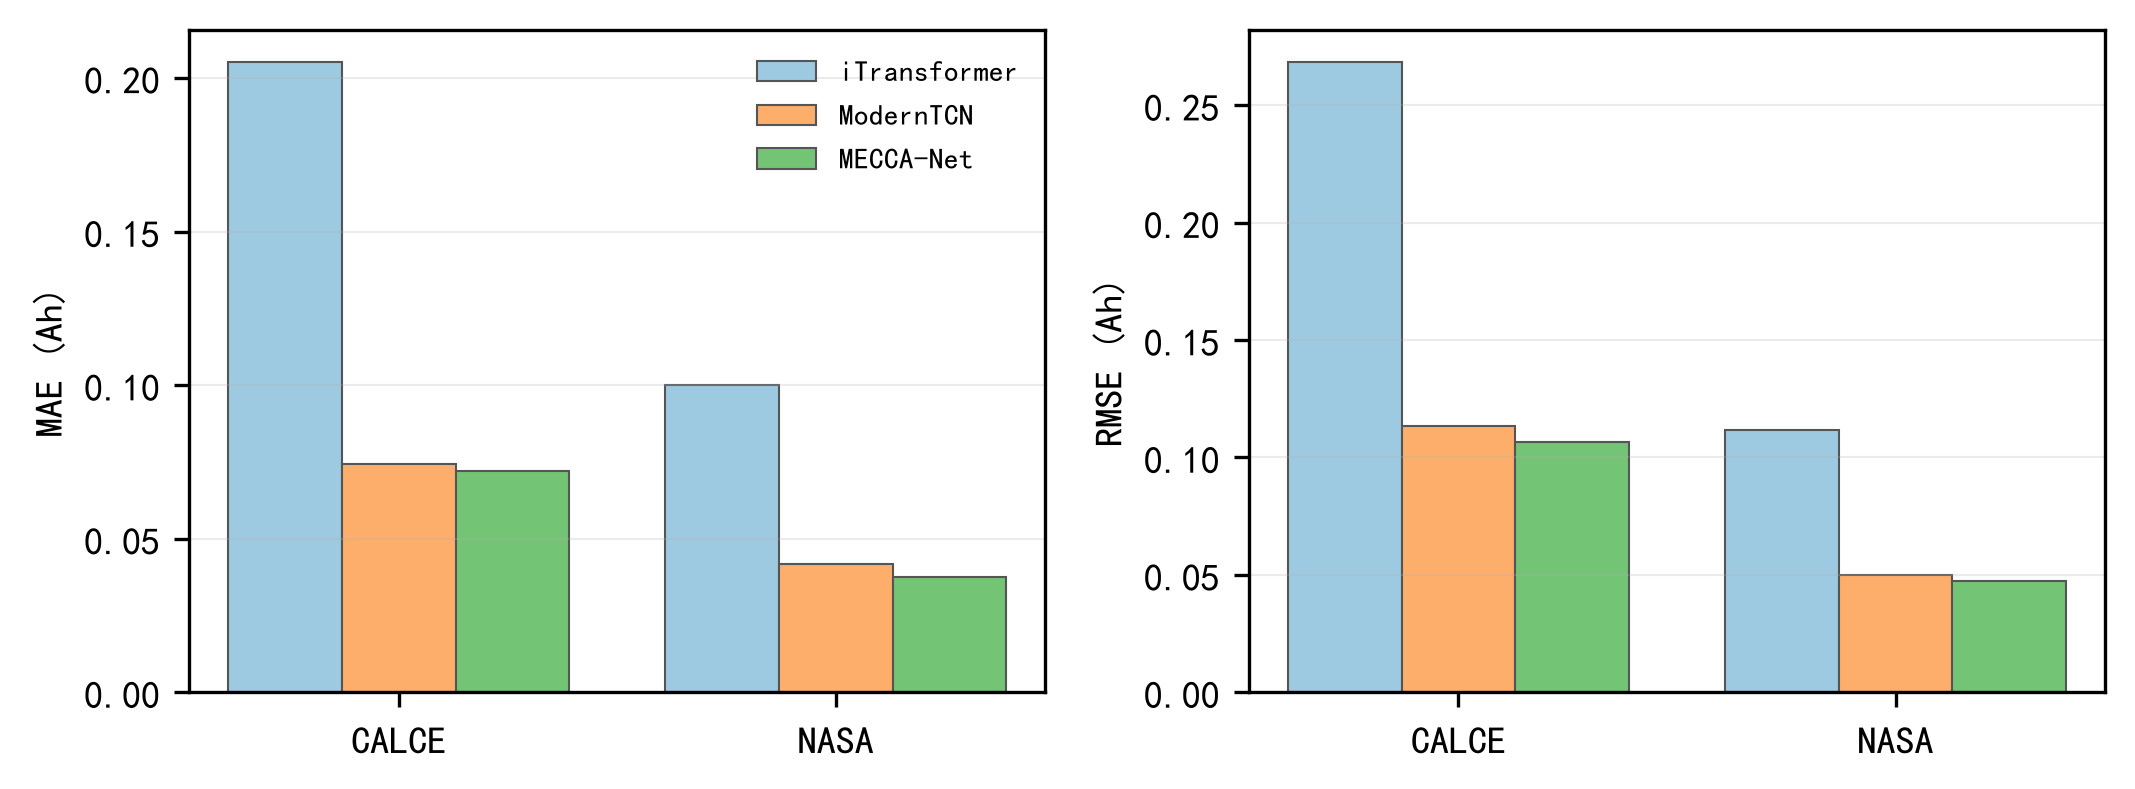 MAE (Ah)
0.20
0.15
0.10
0.05
0.00
iTransformer
ModernTCN
MECCA-Net
CALCE NASA
RMSE (Ah)
0.25
0.20
0.15
0.10
0.05
0.00
CALCE NASA